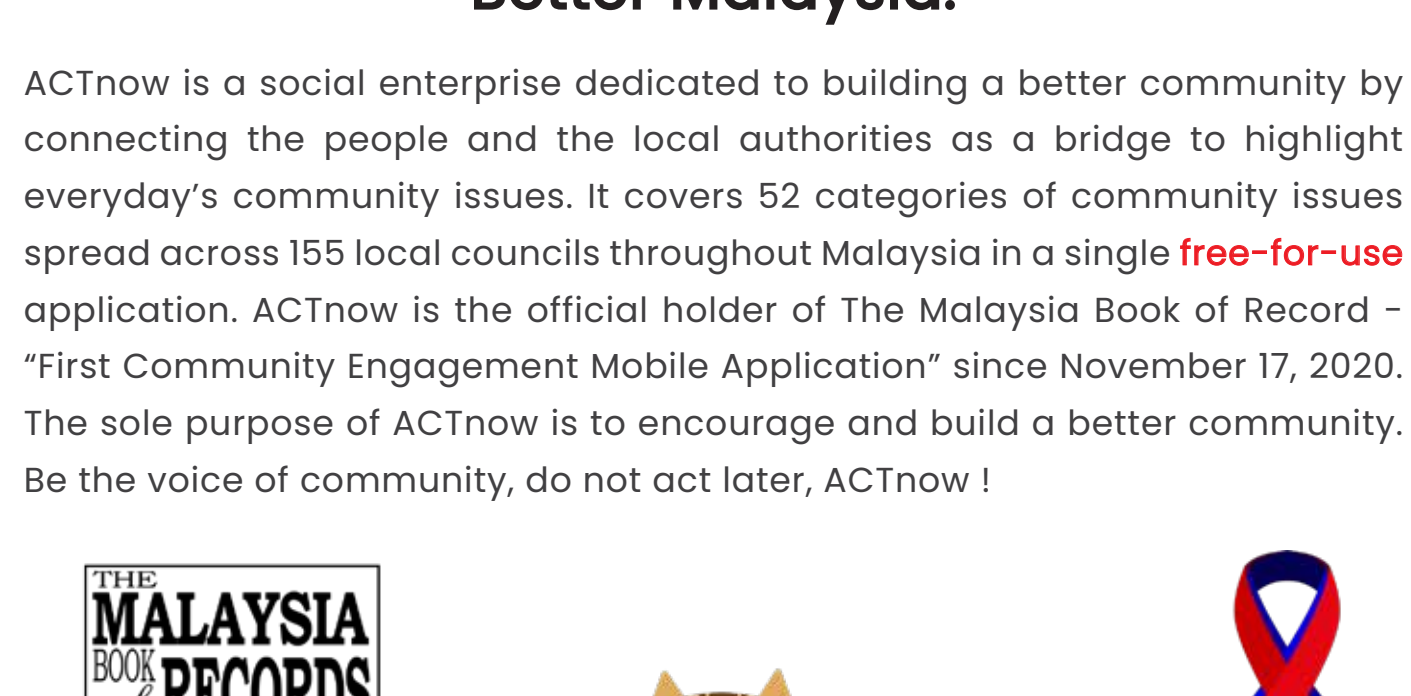 Better Malaysia.
ACTnow is a social enterprise dedicated to building a better community by
connecting the people and the local authorities as a bridge to highlight
everyday’s community issues. It covers 52 categories of community issues
spread across 155 local councils throughout Malaysia in a single free-for-use
application. ACTnow is the official holder of The Malaysia Book of Record -
“First Community Engagement Mobile Application” since November 17, 2020.
The sole purpose of ACTnow is to encourage and build a better community.
Be the voice of community, do not act later, ACTnow !
THE
MALAYSIA
BOOK
of RECORDS